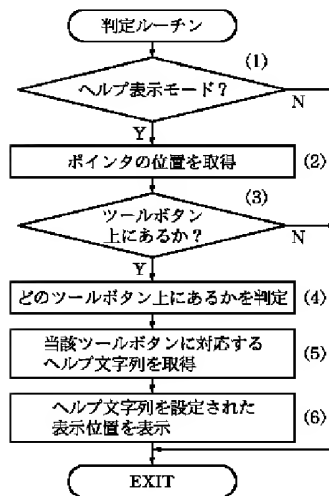 判定ルーチン
(1)
ヘルプ表示モード?
N
Y
ポインタの位置を取得
(2)
(3)
ツールボタン
上にあるか?
N
Y
どのツールボタン上にあるかを判定
(4)
当該ツールボタンに対応する
ヘルプ文字列を取得
(5)
ヘルプ文字列を設定された
表示位置を表示
(6)
EXIT